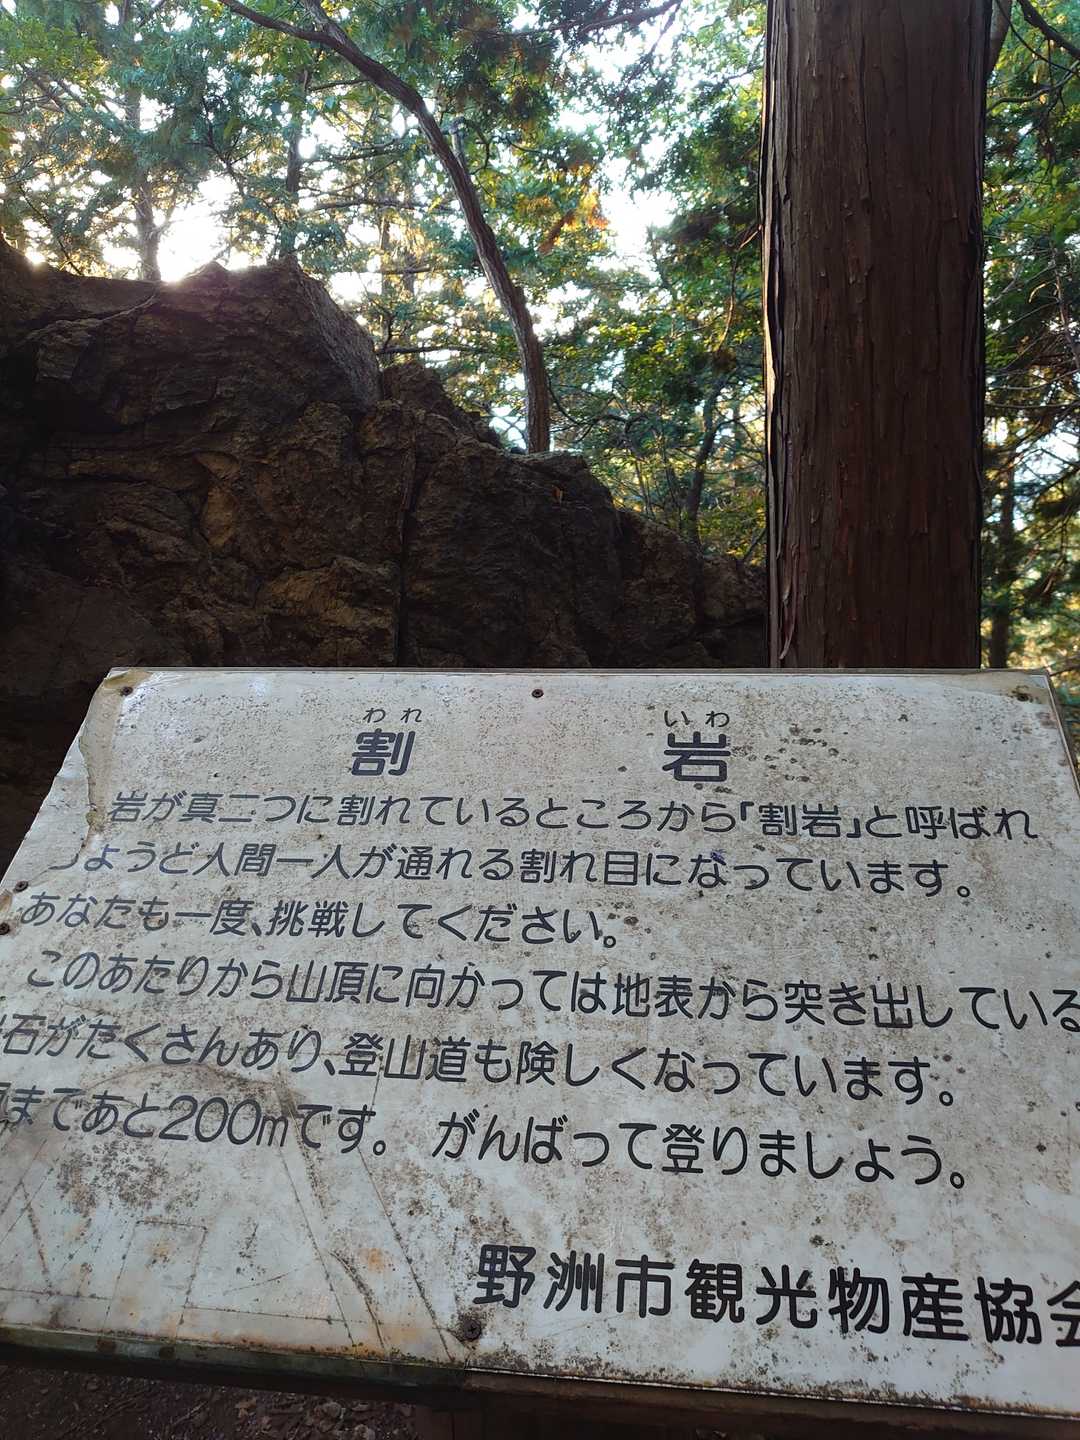 われ いわ
割 岩
岩が真二つに割れているところから「割岩」と呼ばれ
ようど人間一人が通れる割れ目になっています。
あなたも一度、挑戦してください。
このあたりから山頂に向かっては地表から突き出している
石がたくさんあり、登山道も険しくなっています。
まであと200mです。 がんばって登りましょう。
野洲市観光物産協会